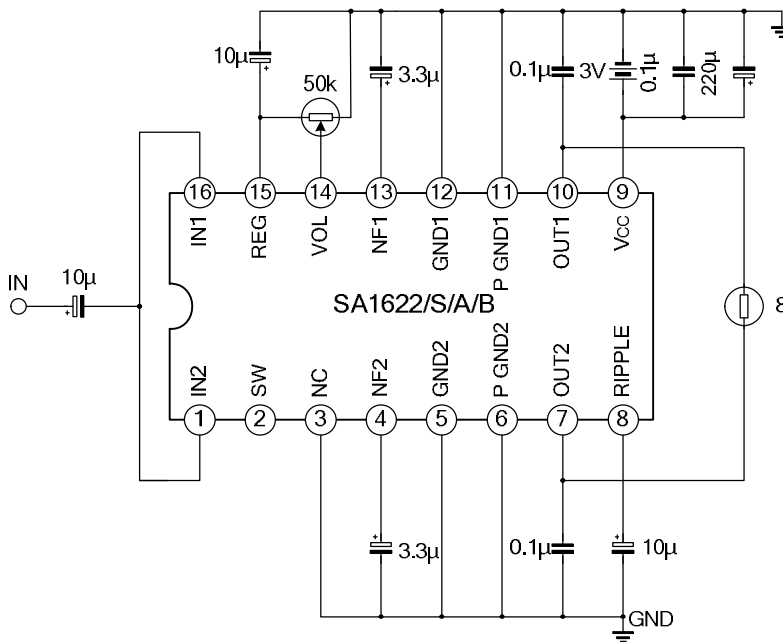 10μ
50k
3.3μ
0.1μ
3V
0.1μ
220μ
16
15
14
13
12
11
10
9
IN1
REG
VOL
NF1
GND1
P GND1
OUT1
VCC
IN
10μ
SA1622/S/A/B
8
IN2
SW
NC
NF2
GND2
P GND2
OUT2
RIPPLE
1
2
3
4
5
6
7
8
3.3μ
0.1μ
10μ
GND